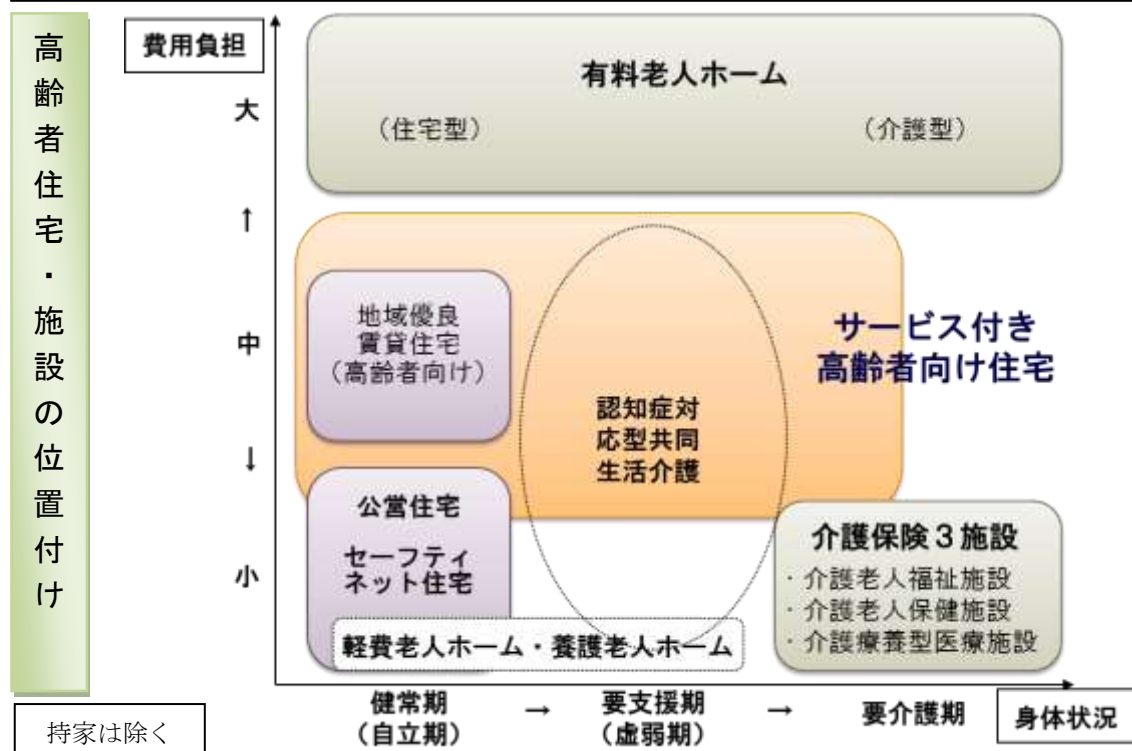 高齢者住宅・施設の位置付け
費用負担
大
↑
中
↓
小
有料老人ホーム
（住宅型）
（介護型）
地域優良
賃貸住宅
（高齢者向け）
サービス付き
高齢者向け住宅
認知症対
応型共同
生活介護
公営住宅
セーフティ
ネット住宅
介護保険３施設
・介護老人福祉施設
・介護老人保健施設
・介護療養型医療施設
軽費老人ホーム・養護老人ホーム
健常期
（自立期）
→
要支援期
（虚弱期）
→
要介護期
身体状況
持家は除く